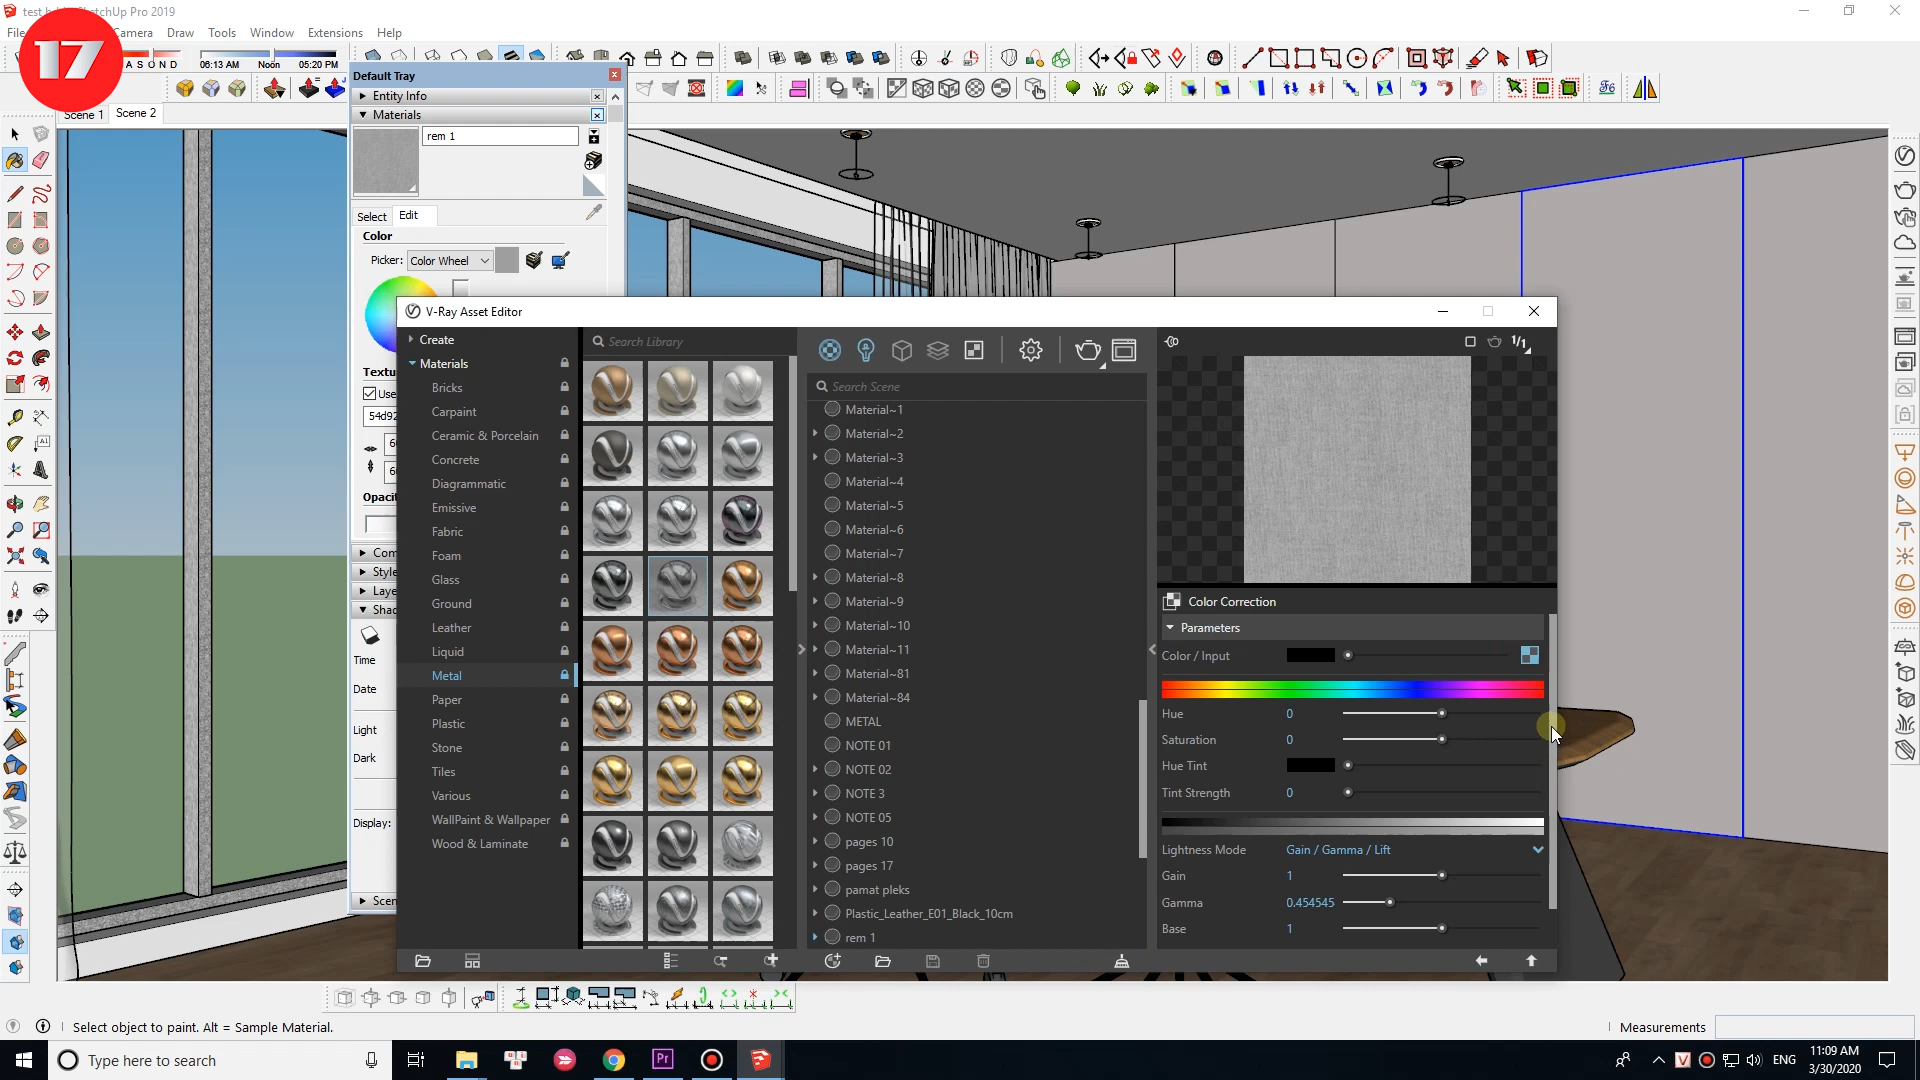 17
SketchUp Pro 2019
Camera Draw Tools Window Extensions Help
A S O N D 06:13 AM Noon 05:20 PM
Scene 1 Scene 2
Default Tray
Entity Info
Materials
rem 1
Select Edit
Color
Picker: Color Wheel
Time
Date
Light
Dark
Display:
V-Ray Asset Editor
Create
Materials
Bricks
Carpaint
Ceramic & Porcelain
Concrete
Diagrammatic
Emissive
Fabric
Foam
Glass
Ground
Leather
Liquid
Metal
Paper
Plastic
Stone
Tiles
Various
WallPaint & Wallpaper
Wood & Laminate
Search Library
Search Scene
Material~1
Material~2
Material~3
Material~4
Material~5
Material~6
Material~7
Material~8
Material~9
Material~10
Material~11
Material~81
Material~84
METAL
NOTE 01
NOTE 02
NOTE 3
NOTE 05
pages 10
pages 17
pamat pleks
Plastic_Leather_E01_Black_10cm
rem 1
1/1
Color Correction
Parameters
Color / Input
Hue 0
Saturation 0
Hue Tint
Tint Strength 0
Lightness Mode Gain / Gamma / Lift
Gain 1
Gamma 0.454545
Base 1
Select object to paint. Alt = Sample Material.
Measurements
Type here to search
Pr
ENG
11:09 AM
3/30/2020